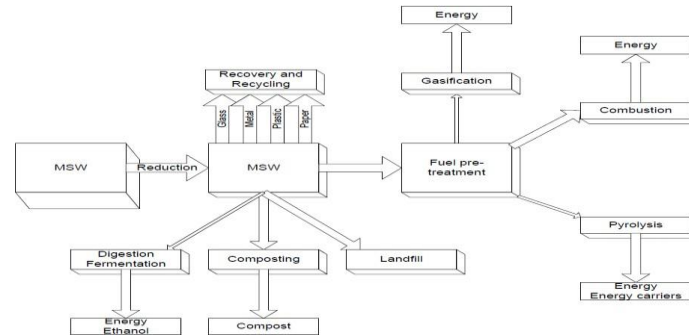 Energy
Energy
Recovery and
Recycling
Gasification
Combustion
Glass
Metal
Plastic
Paper
MSW
Reduction
MSW
Fuel pre-
treatment
Pyrolysis
Digestion
Fermentation
Composting
Landfill
Energy
Energy carriers
Energy
Ethanol
Compost